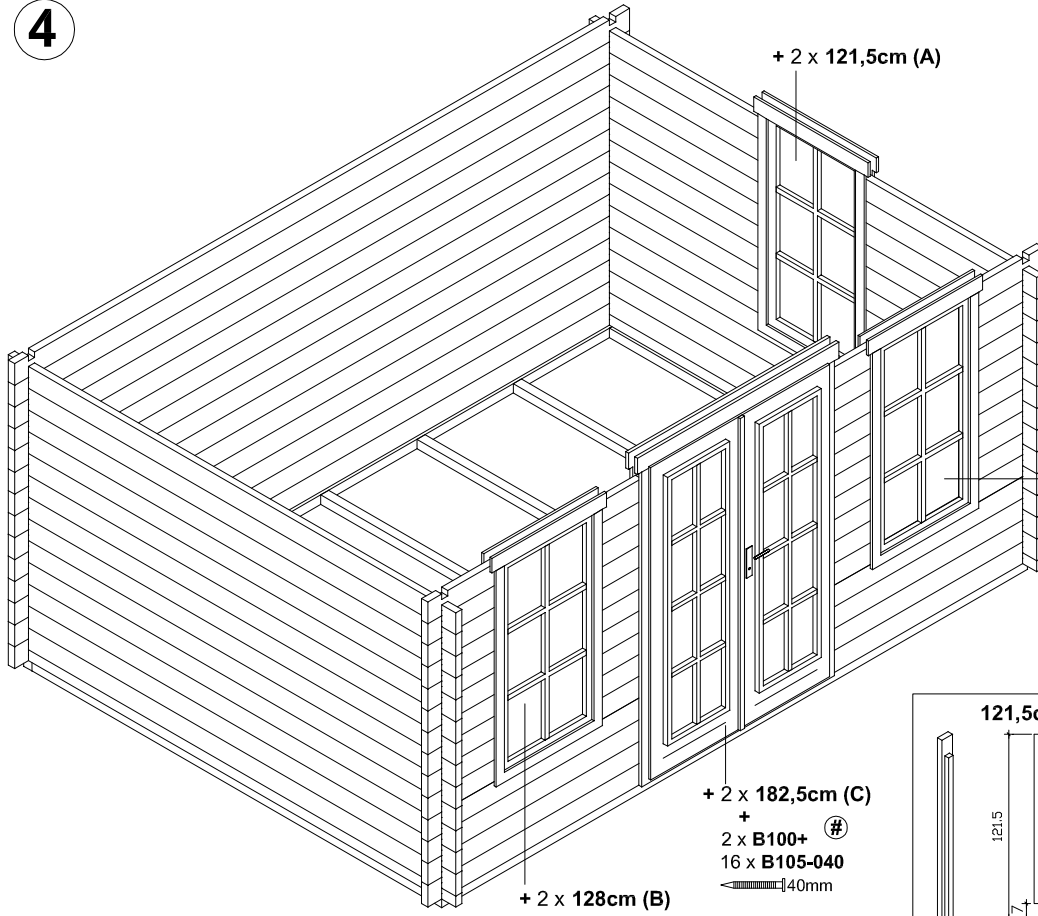 4
+ 2 x 121,5cm (A)
+ 2 x 182,5cm (C)
+
2 x B100+ #
16 x B105-040
40mm
+ 2 x 128cm (B)
121.5